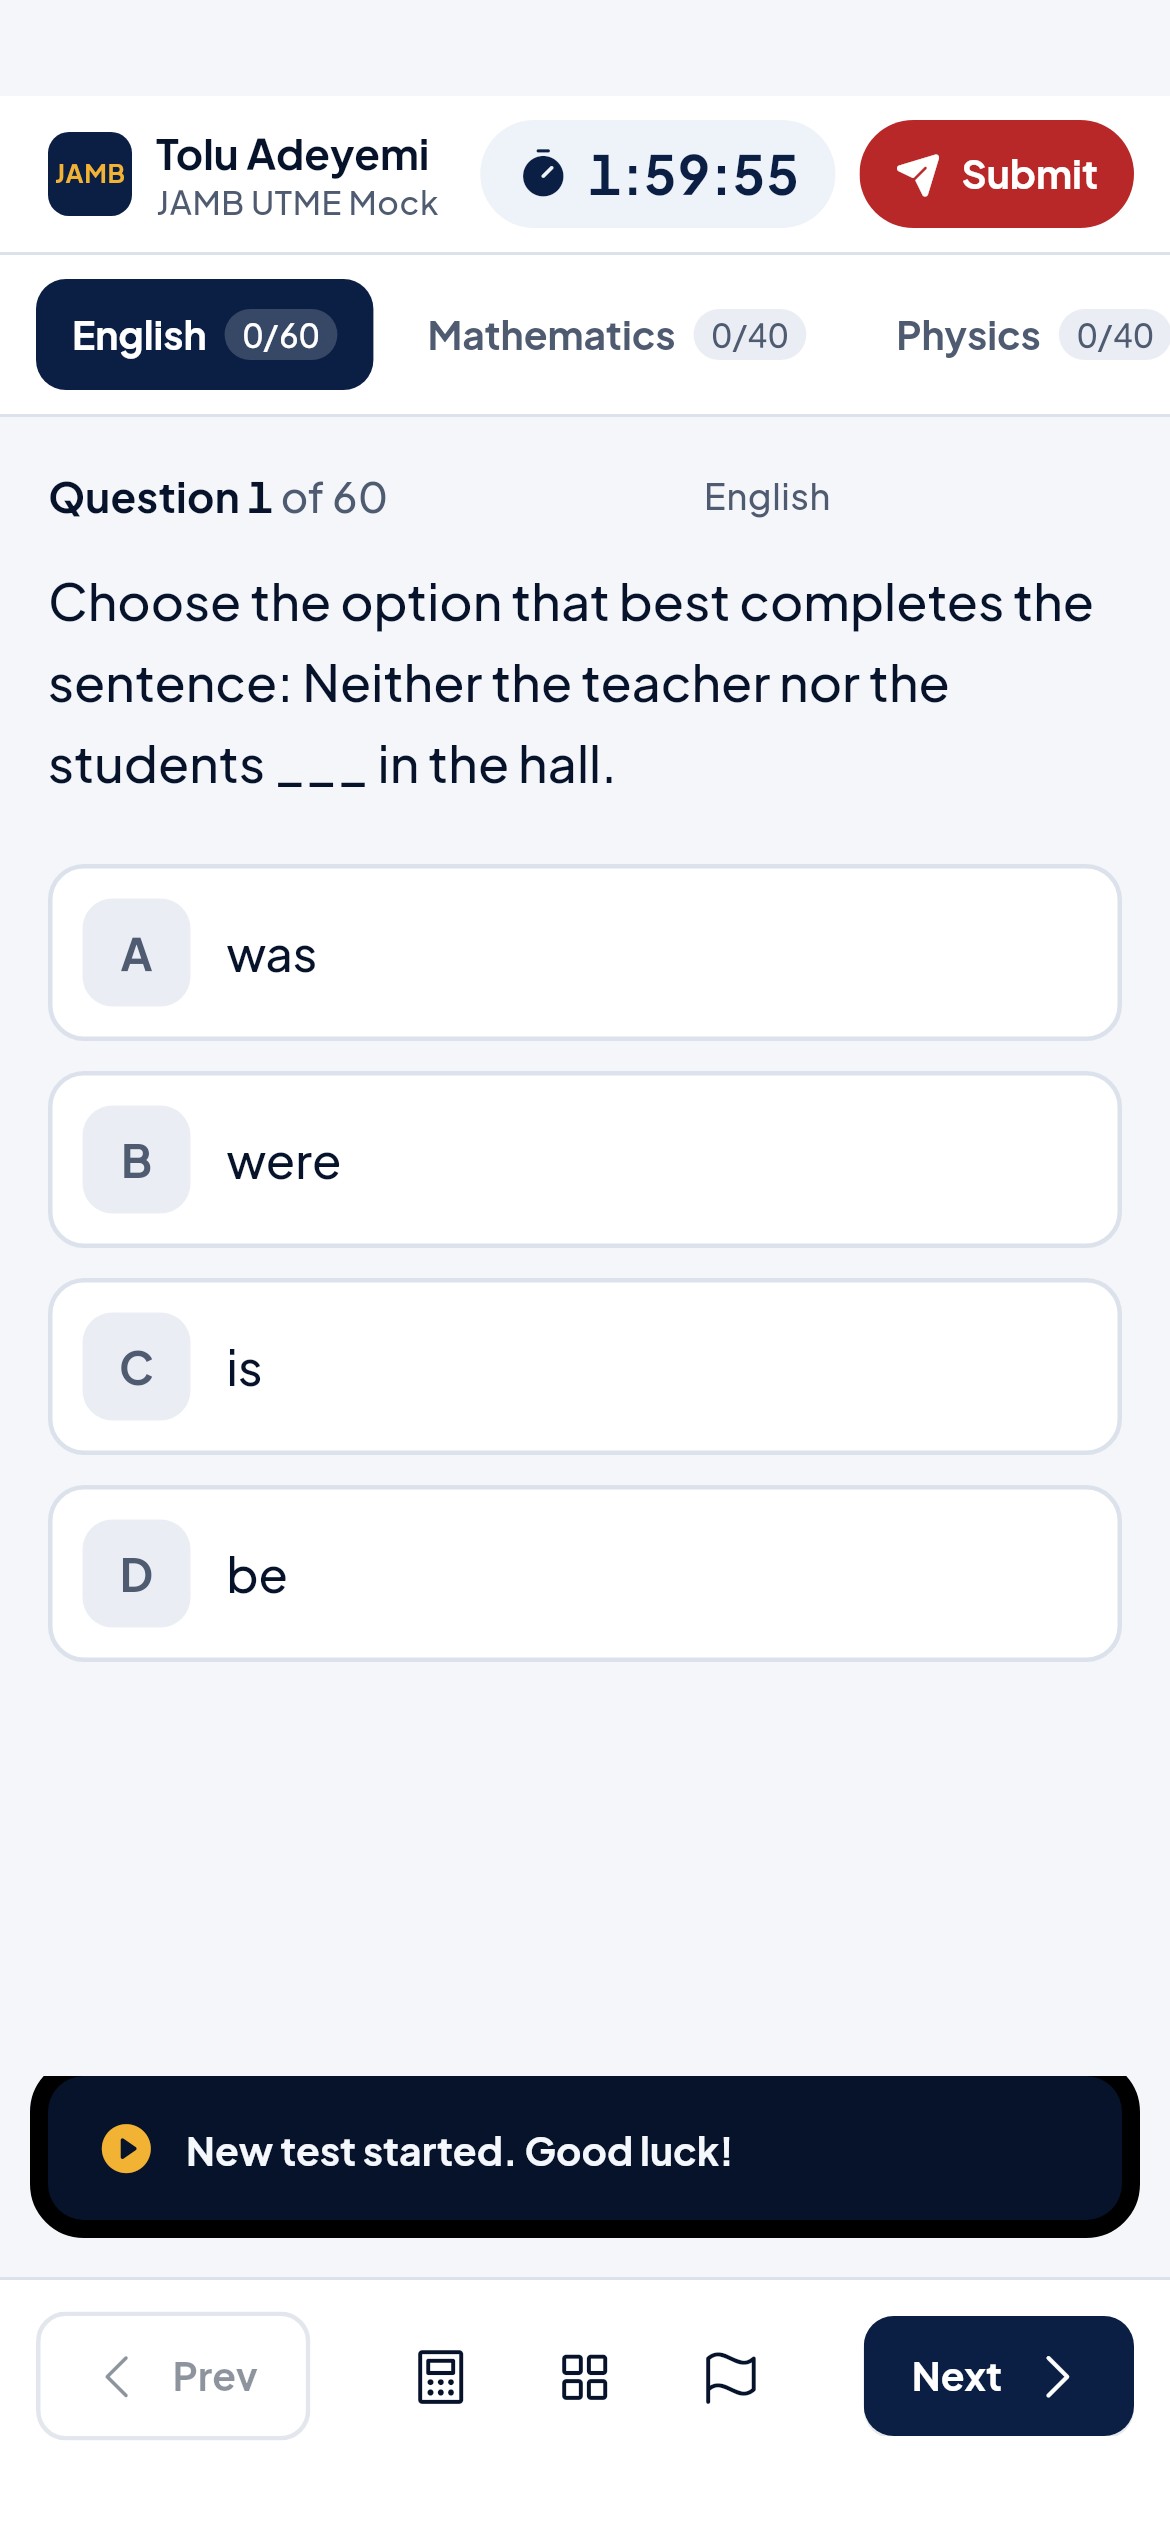 JAMB
Tolu Adeyemi
JAMB UTME Mock
1:59:55
Submit
English 0/60
Mathematics 0/40
Physics 0/40
Question 1 of 60
English
Choose the option that best completes the
sentence: Neither the teacher nor the
students ___ in the hall.
A was
B were
C is
D be
New test started. Good luck!
Prev
Next